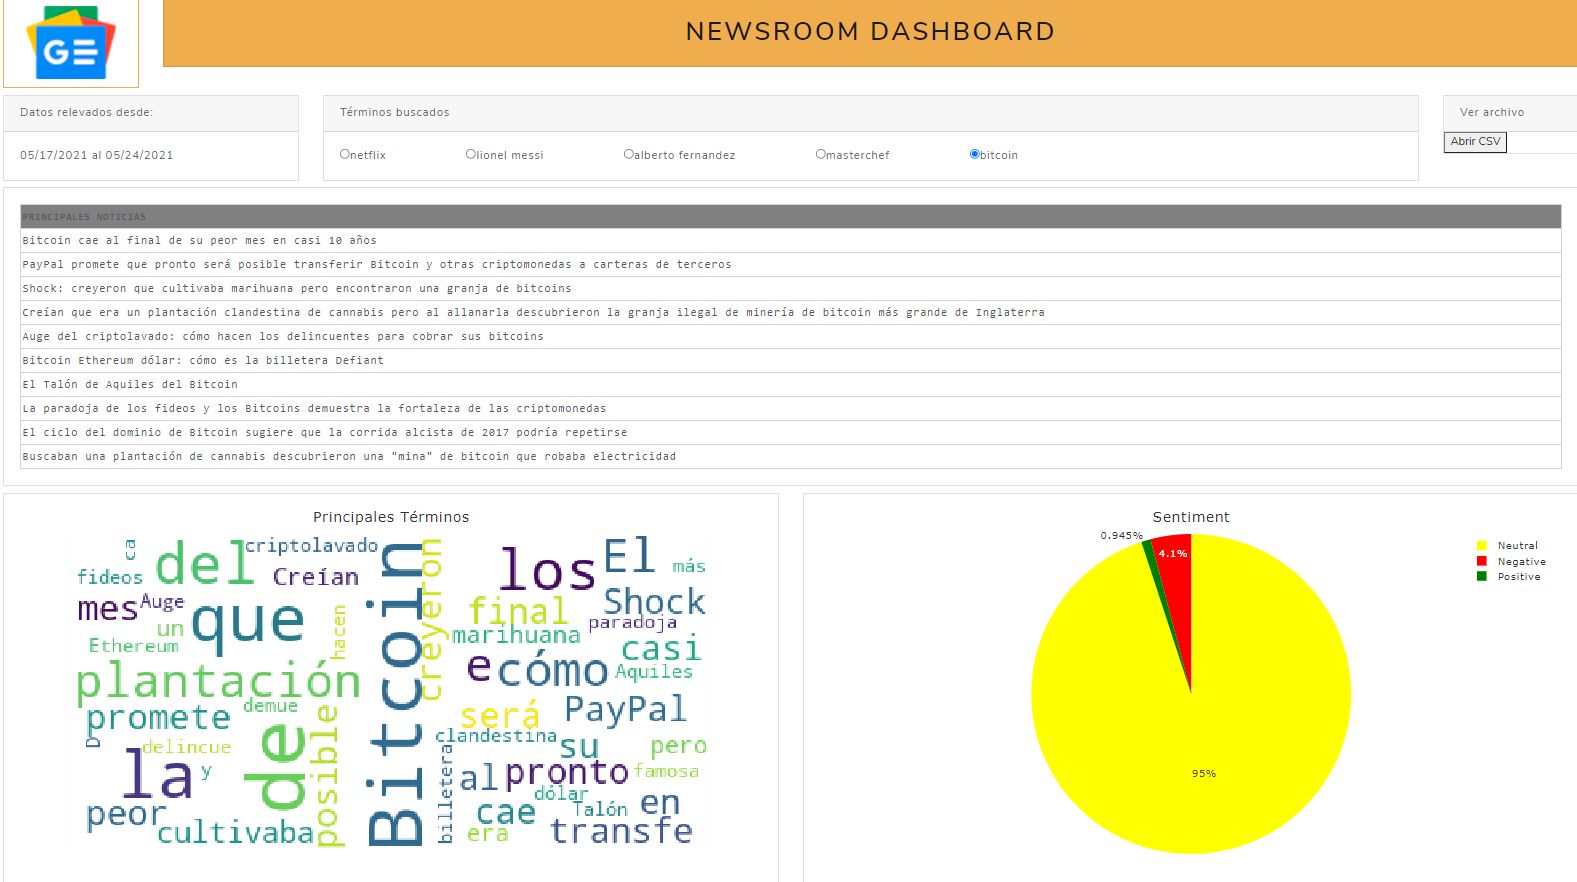 GE
NEWSROOM DASHBOARD
Datos relevados desde:
Términos buscados
Ver archivo
05/17/2021 al 05/24/2021
netflix
lionel messi
alberto fernandez
masterchef
bitcoin
Abrir CSV
PRINCIPALES NOTICIAS
Bitcoin cae al final de su peor mes en casi 10 años
PayPal promete que pronto será posible transferir Bitcoin y otras criptomonedas a carteras de terceros
Shock: creyeron que cultivaba marihuana pero encontraron una granja de bitcoins
Creían que era un plantación clandestina de cannabis pero al allanarla descubrieron la granja ilegal de minería de bitcoin más grande de Inglaterra
Auge del criptolavado: cómo hacen los delincuentes para cobrar sus bitcoins
Bitcoin Ethereum dólar: cómo es la billetera Defiant
El Talón de Aquiles del Bitcoin
La paradoja de los fideos y los Bitcoins demuestra la fortaleza de las criptomonedas
El ciclo del dominio de Bitcoin sugiere que la corrida alcista de 2017 podría repetirse
Buscaban una plantación de cannabis descubrieron una "mina" de bitcoin que robaba electricidad
Principales Términos
ca
del
criptolavado
fideos
Creían
mes
Auge
que
un
Ethereum
hacen
plantación
promete
demue
D
delincue
la
y
de
posible
peor
cultivaba
Bitcoin
creyeron
los
El
más
final
Shock
paradoja
marihuana
casi
e
cómo
Aquiles
será
PayPal
clandestina
su
pero
billetera
al
pronto
famosa
dólar
cae
Talón
en
era
transfe
Sentiment
0.945%
4.1%
95%
Neutral
Negative
Positive